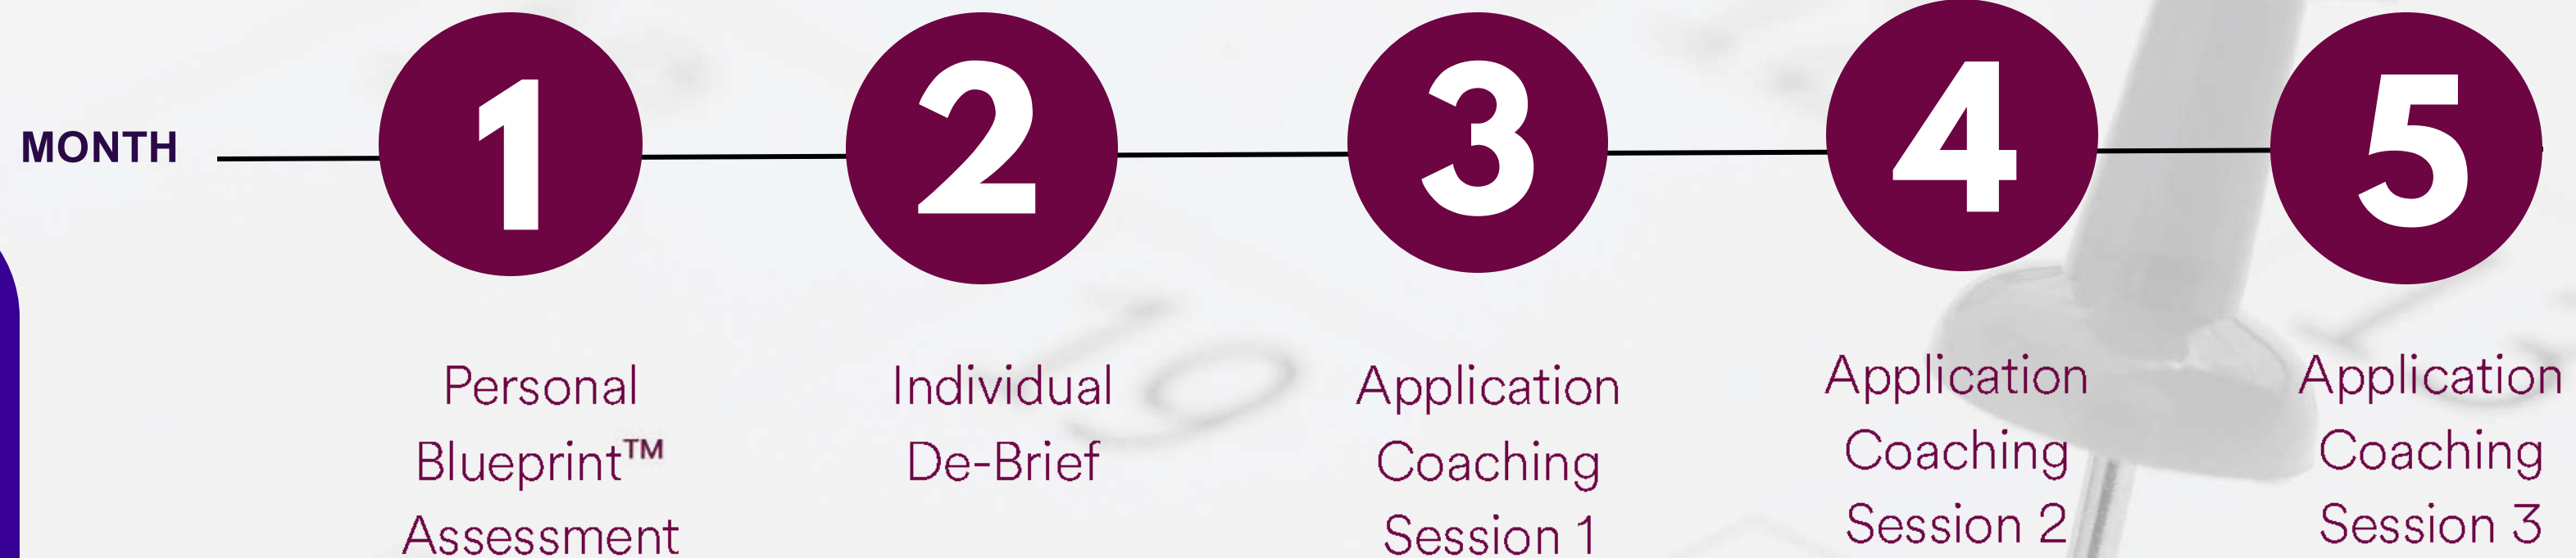 MONTH
1
2
3
4
5
Personal
Blueprint™
Assessment
Individual
De-Brief
Application
Coaching
Session 1
Application
Coaching
Session 2
Application
Coaching
Session 3